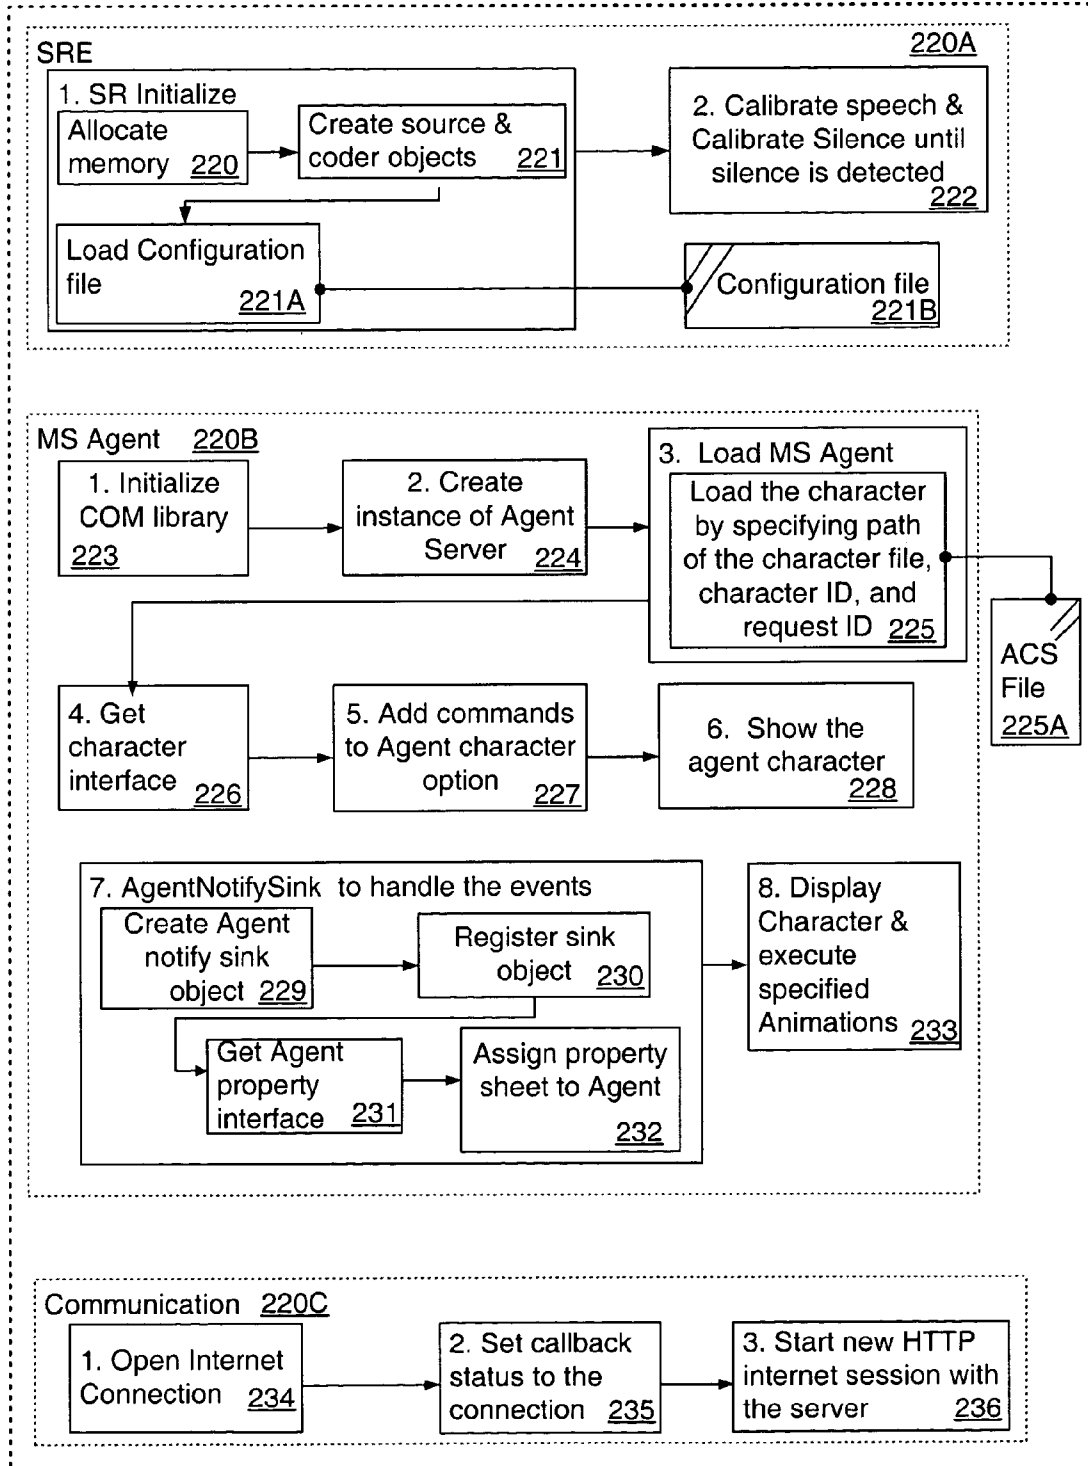 SRE
220A
1. SR Initialize
Allocate
memory 220
Create source &
coder objects 221
2. Calibrate speech &
Calibrate Silence until
silence is detected
222
Load Configuration
file
221A
Configuration file
221B
MS Agent 220B
1. Initialize
COM library
223
2. Create
instance of Agent
Server 224
3. Load MS Agent
Load the character
by specifying path
of the character file,
character ID, and
request ID 225
ACS
File
225A
4. Get
character
interface 226
5. Add commands
to Agent character
option 227
6. Show the
agent character
228
7. AgentNotifySink to handle the events
Create Agent
notify sink
object 229
Register sink
object 230
Get Agent
property
interface 231
Assign property
sheet to Agent
232
8. Display
Character &
execute
specified
Animations 233
Communication 220C
1. Open Internet
Connection 234
2. Set callback
status to the
connection 235
3. Start new HTTP
internet session with
the server 236